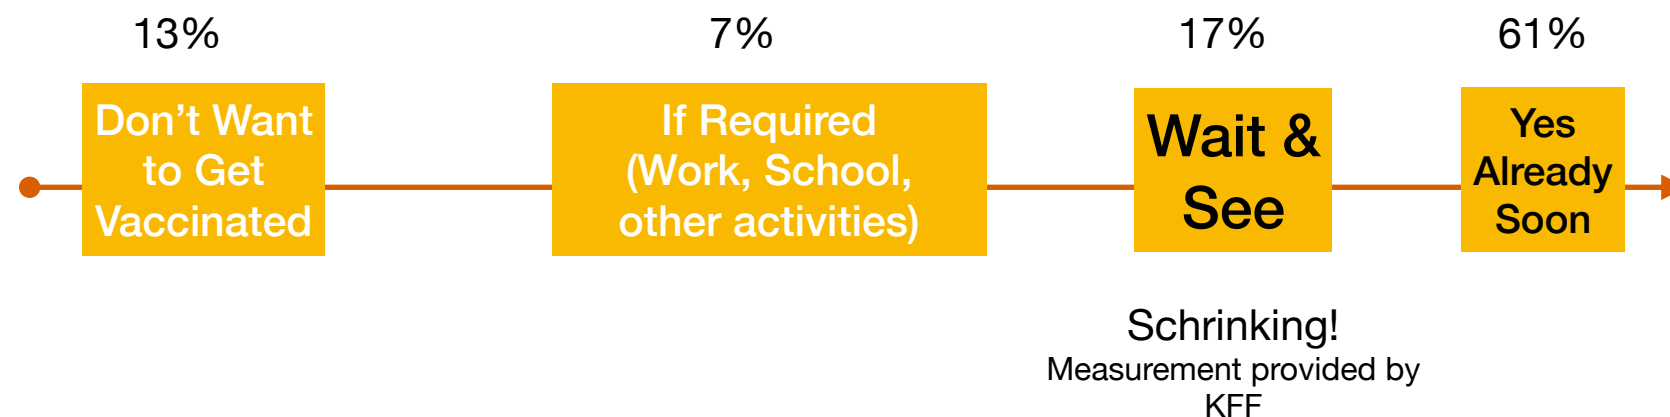 13%
7%
17%
61%
Don’t Want
to Get
Vaccinated
If Required
(Work, School,
other activities)
Wait &
See
Yes
Already
Soon
Schrinking!
Measurement provided by
KFF